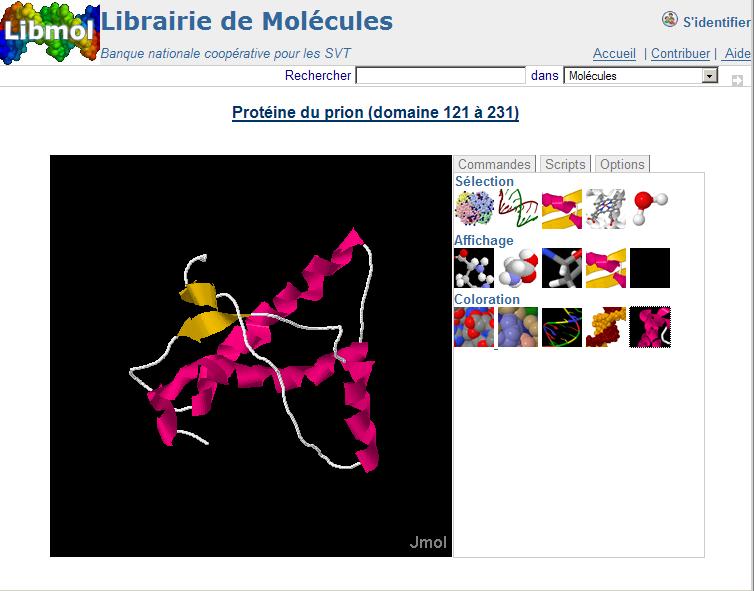 Libmol
Librairie de Molécules
S'identifier
Banque nationale coopérative pour les SVT
Accueil | Contribuer | Aide
Rechercher dans Molécules
Protéine du prion (domaine 121 à 231)
Commandes Scripts Options
Sélection
Affichage
Coloration
Jmol